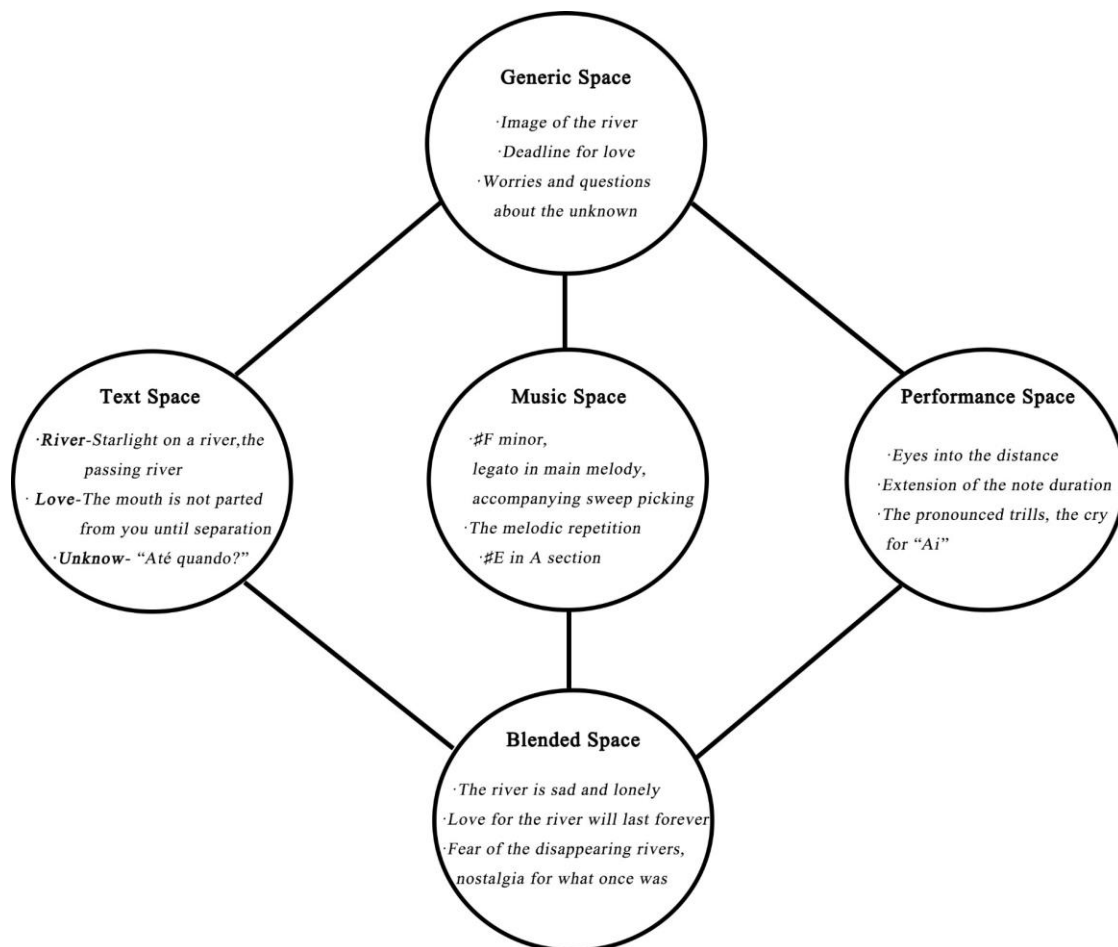 Generic Space
·Image of the river
·Deadline for love
·Worries and questions
about the unknown
Text Space
·River-Starlight on a river,the
passing river
· Love-The mouth is not parted
from you until separation
·Unknow- “Até quando?”
Music Space
·♯F minor,
legato in main melody,
accompanying sweep picking
·The melodic repetition
·♯E in A section
Performance Space
·Eyes into the distance
·Extension of the note duration
·The pronounced trills, the cry
for “Ai”
Blended Space
·The river is sad and lonely
·Love for the river will last forever
·Fear of the disappearing rivers,
nostalgia for what once was